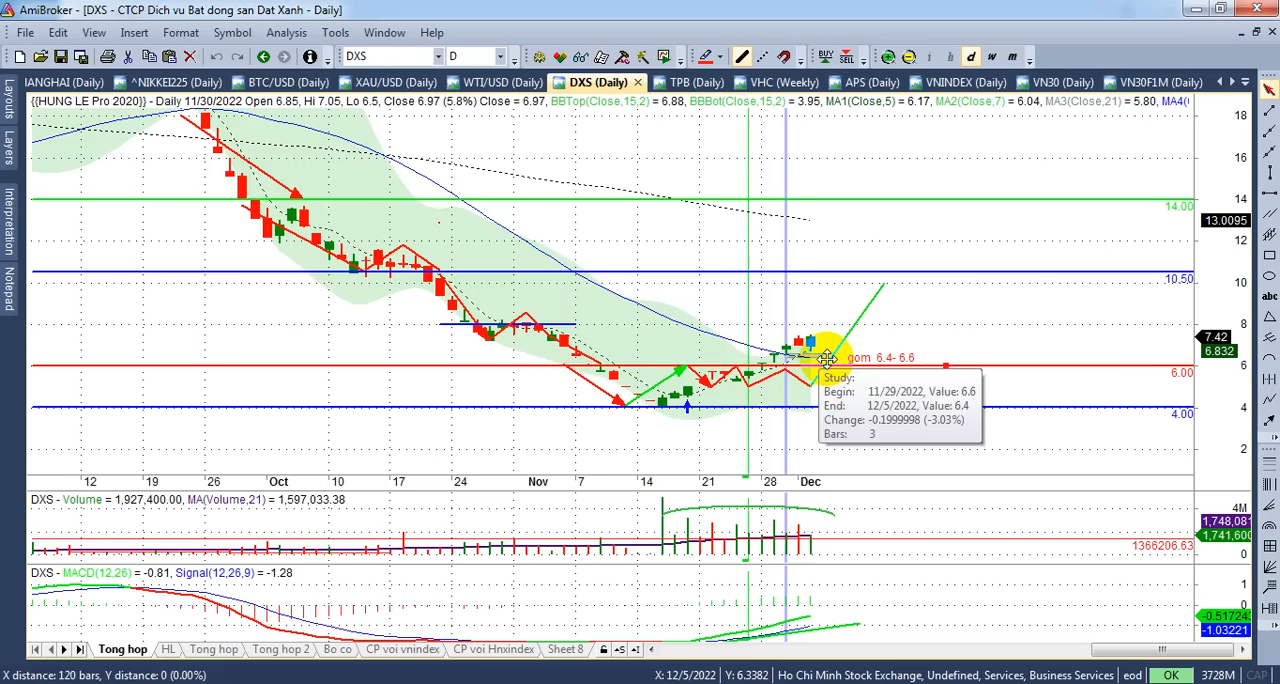 AmiBroker - [DXS - CTCP Dich vu Bat dong san Dat Xanh - Daily]
File Edit View Insert Format Symbol Analysis Tools Window Help
DXS D BUY SELL i h d w m
IANGHAI (Daily) ^NIKKEI225 (Daily) BTC/USD (Daily) XAU/USD (Daily) WTI/USD (Daily) DXS (Daily) TPB (Daily) VHC (Weekly) APS (Daily) VNINDEX (Daily) VN30 (Daily) VN30F1M (Daily)
{{HUNG LE Pro 2020}} - Daily 11/30/2022 Open 6.85, Hi 7.05, Lo 6.5, Close 6.97 (5.8%) Close = 6.97, BBTop(Close,15,2) = 6.88, BBBot(Close,15,2) = 3.95, MA1(Close,5) = 6.17, MA2(Close,7) = 6.04, MA3(Close,21) = 5.80, MA4(
Layouts
Layers
Interpretation
Notepad
abc
18
16
14
14.00
13.0095
12
10.50
10
8
7.42
6.832
gom 6.4- 6.6
6
6.00
Study:
Begin: 11/29/2022, Value: 6.6
End: 12/5/2022, Value: 6.4
Change: -0.1999998 (-3.03%)
Bars: 3
4.00
4
2
12 19 26 Oct 10 17 24 Nov 7 14 21 28 Dec
DXS - Volume = 1,927,400.00, MA(Volume,21) = 1,597,033.38
4M
1,748,081
1,741,600
1366206.63
0
DXS - MACD(12,26) = -0.81, Signal(12,26,9) = -1.28
1
0
-0.517243
-1.03221
Tong hop HL Tong hop Tong hop 2 Bo co CP voi vnindex CP voi Hnxindex Sheet 8
X distance: 120 bars, Y distance: 0 (0.00%) X: 12/5/2022, Y: 6.3382 Ho Chi Minh Stock Exchange, Undefined, Services, Business Services eod OK 3728M CAP